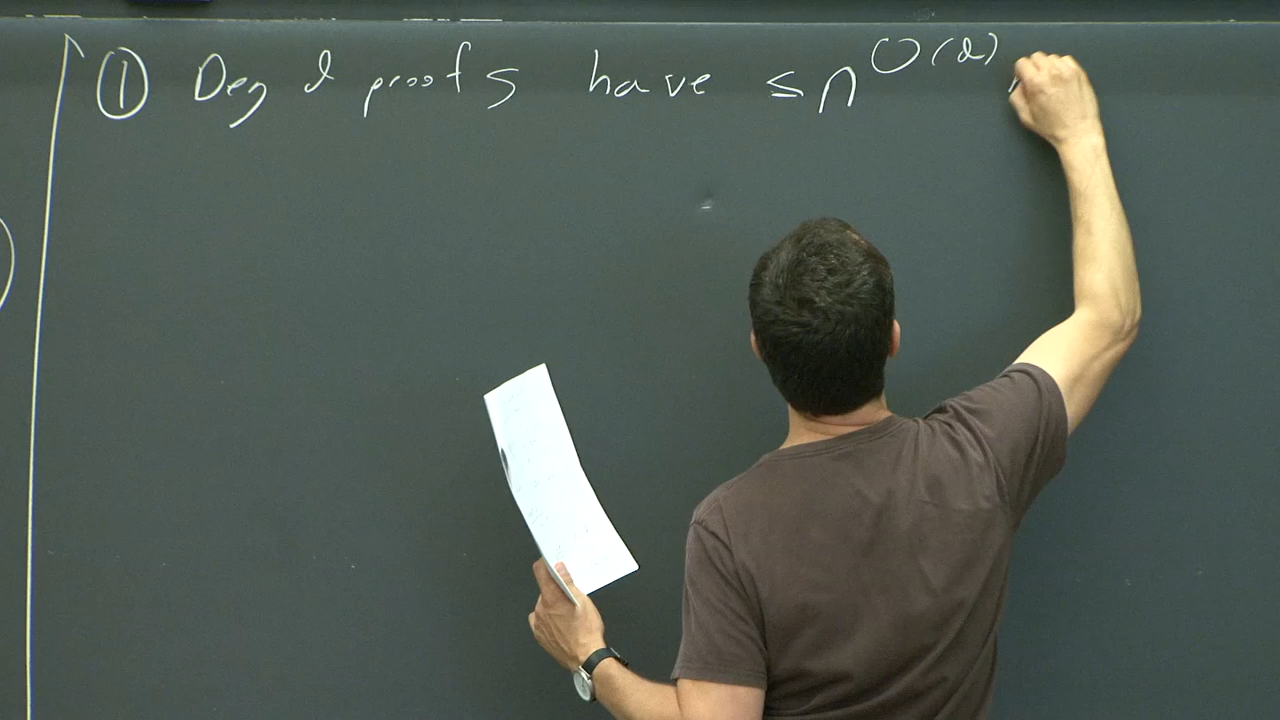 ① Deg d proofs have ≤ n^O(d)